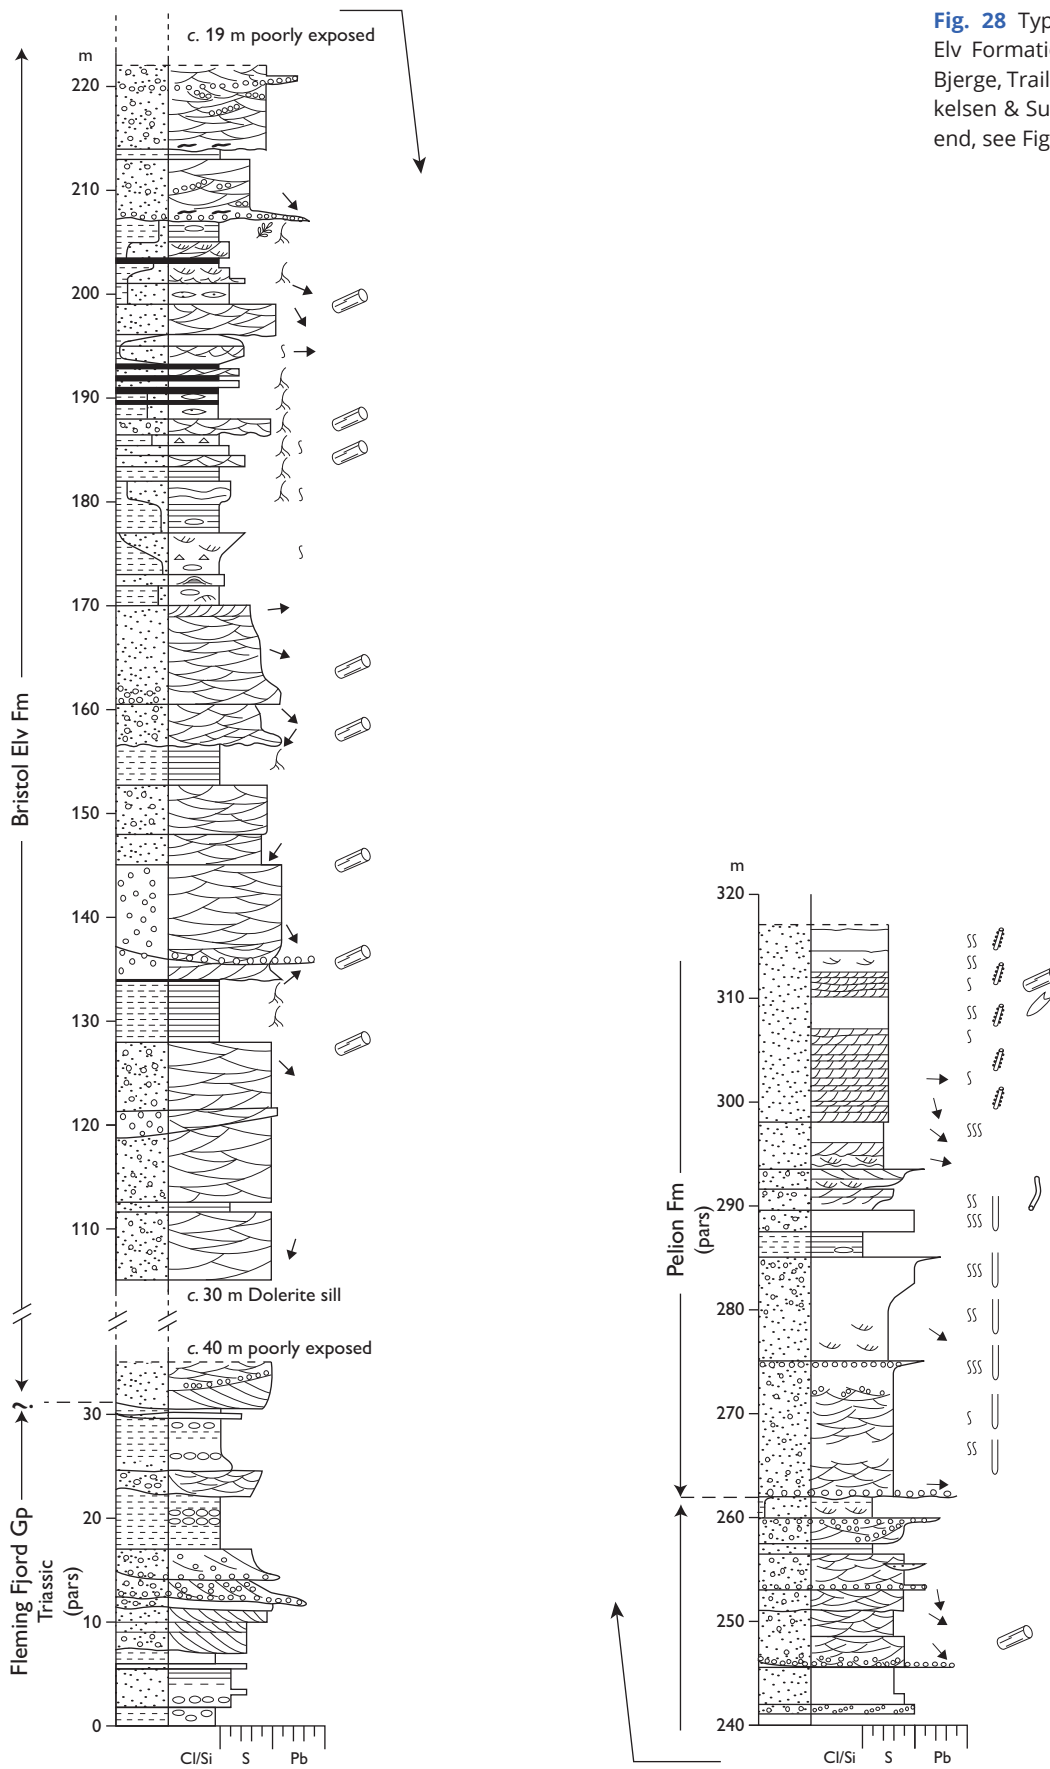 c. 19 m poorly exposed
m
220
210
200
190
180
170
160
150
140
130
120
110
c. 30 m Dolerite sill
c. 40 m poorly exposed
30
20
10
0
Cl/Si S Pb
Bristol Elv Fm
?
Fleming Fjord Gp
Triassic
(pars)
Fig. 28 Typ
Elv Formati
Bjerge, Trail
kelsen & Su
end, see Fig
m
320
310
300
290
280
270
260
250
240
Cl/Si S Pb
Pelion Fm
(pars)